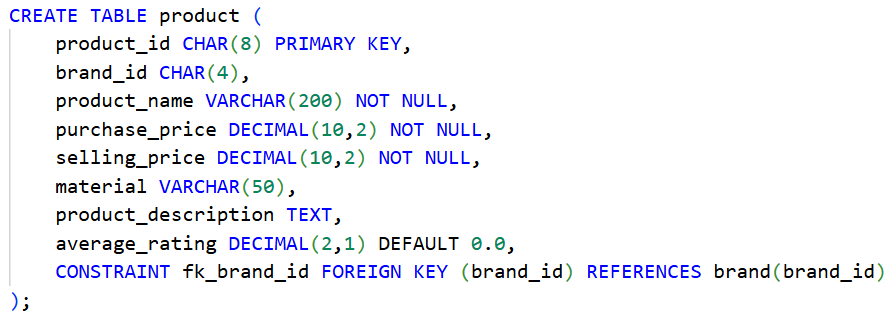 CREATE TABLE product (
    product_id CHAR(8) PRIMARY KEY,
    brand_id CHAR(4),
    product_name VARCHAR(200) NOT NULL,
    purchase_price DECIMAL(10,2) NOT NULL,
    selling_price DECIMAL(10,2) NOT NULL,
    material VARCHAR(50),
    product_description TEXT,
    average_rating DECIMAL(2,1) DEFAULT 0.0,
    CONSTRAINT fk_brand_id FOREIGN KEY (brand_id) REFERENCES brand(brand_id)
);